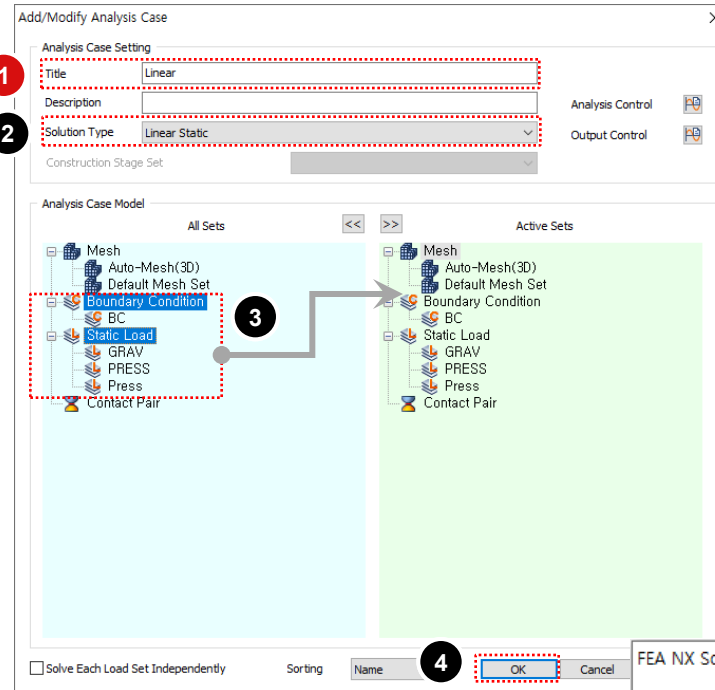 Add/Modify Analysis Case
Analysis Case Setting
1
Title
Linear
Description
Analysis Control
2
Solution Type
Linear Static
Output Control
Construction Stage Set
Analysis Case Model
All Sets
<<
>>
Active Sets
Mesh
Auto-Mesh(3D)
Default Mesh Set
Boundary Condition
BC
Static Load
GRAV
PRESS
Press
Contact Pair
3
Mesh
Auto-Mesh(3D)
Default Mesh Set
Boundary Condition
BC
Static Load
GRAV
PRESS
Press
Contact Pair
Solve Each Load Set Independently
Sorting
Name
4
OK
Cancel
FEA NX